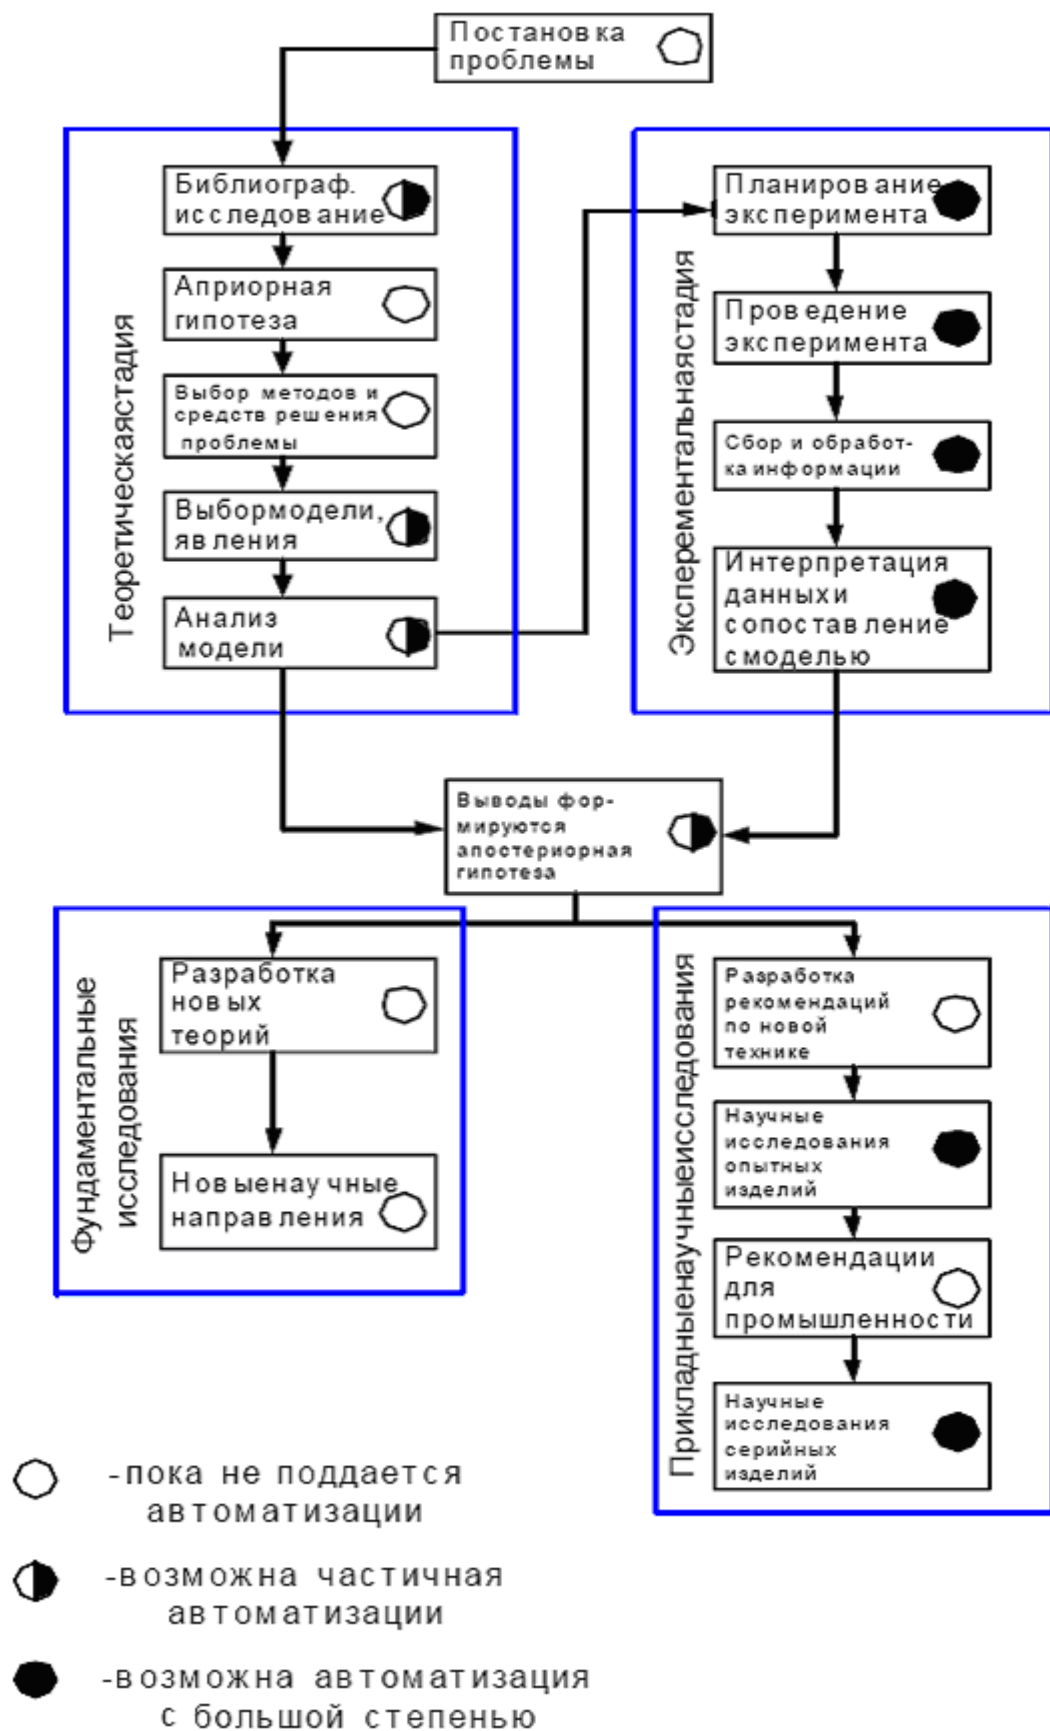 Постановка
проблемы
Теоретическаястадия
Библиограф.
исследование
Априорная
гипотеза
Выбор методов и
средств решения
проблемы
Выбормодели,
явления
Анализ
модели
Эксперементальнаястадия
Планирование
эксперимента
Проведение
эксперимента
Сбор и обработ-
каинформации
Интерпретация
данныхи
сопоставление
смоделью
Выводы фор-
мируются
апостериорная
гипотеза
Фундаментальные
исследования
Разработка
новых
теорий
Новыенаучные
направления
Прикладныенаучныеисследования
Разработка
рекомендаций
по новой
технике
Научные
исследования
опытных
изделий
Рекомендации
для
промышленности
Научные
исследования
серийных
изделий
-пока не поддается
автоматизации
-возможна частичная
автоматизации
-возможна автоматизация
с большой степенью